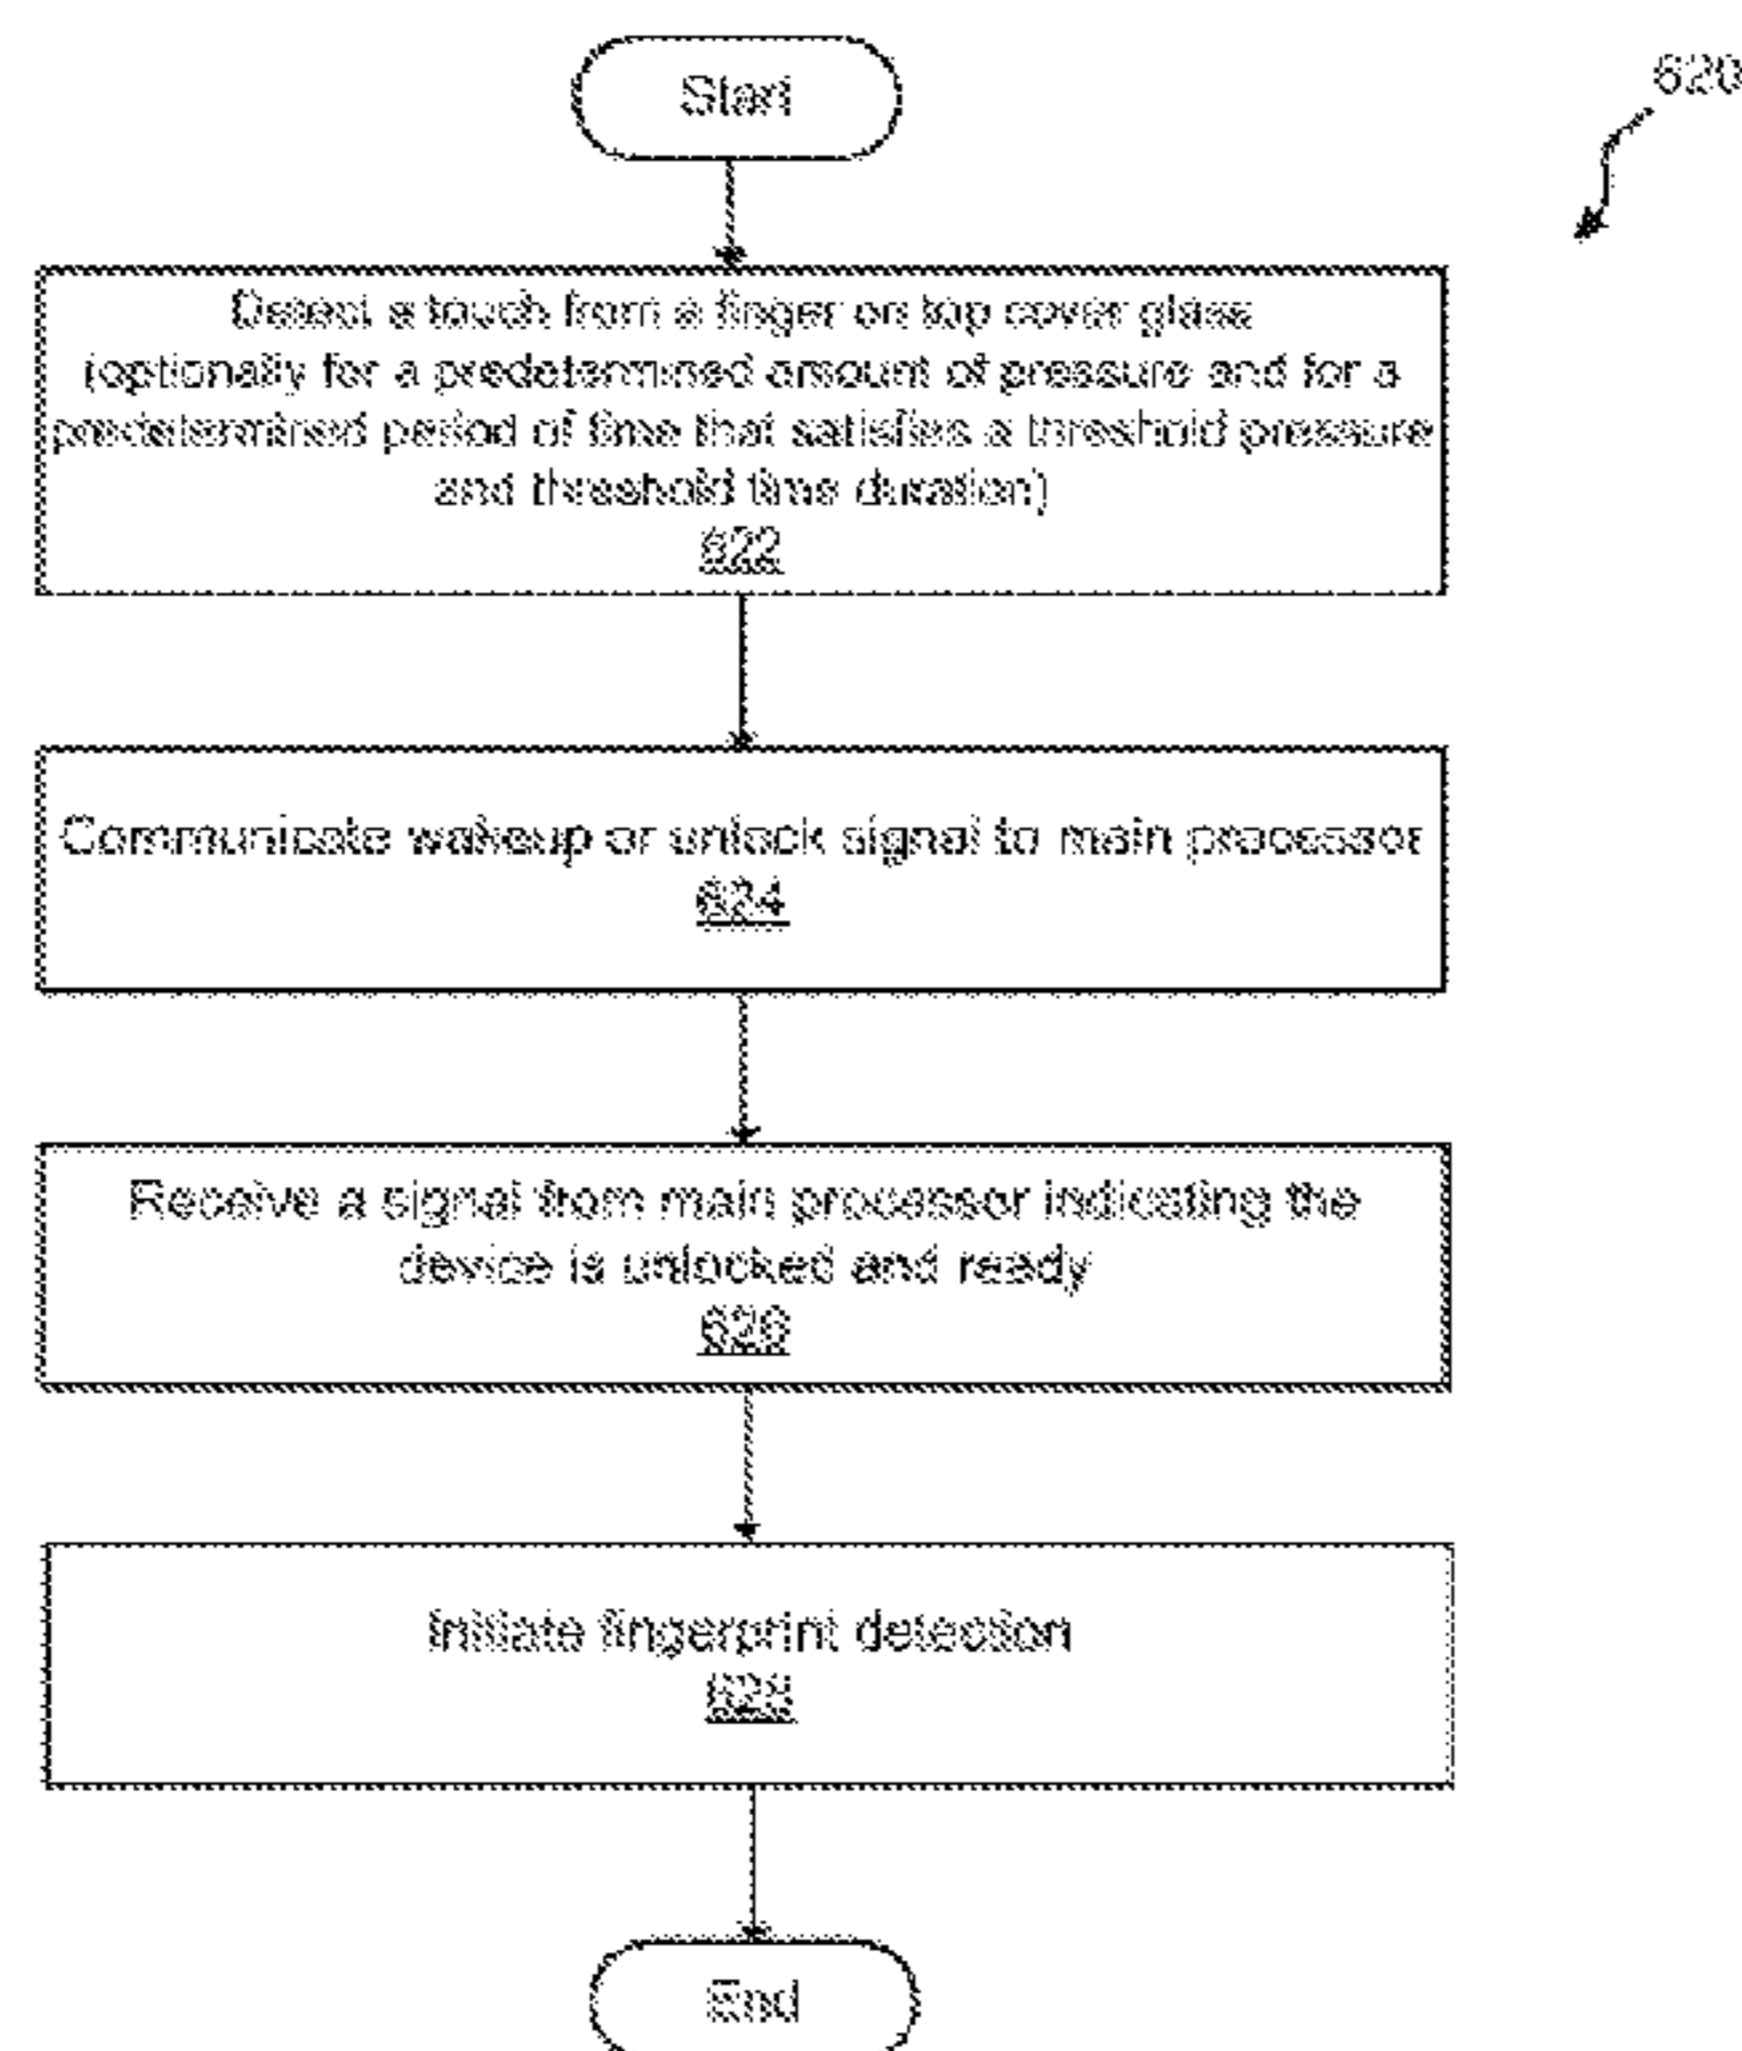 Start
620
Detect a touch from a finger on top cover glass
(optionally for a predetermined amount of pressure and for a
predetermined period of time that satisfies a threshold pressure
and threshold time duration)
622
Communicate wakeup or unlock signal to main processor
624
Receive a signal from main processor indicating the
device is unlocked and ready
626
Initiate fingerprint detection
628
End